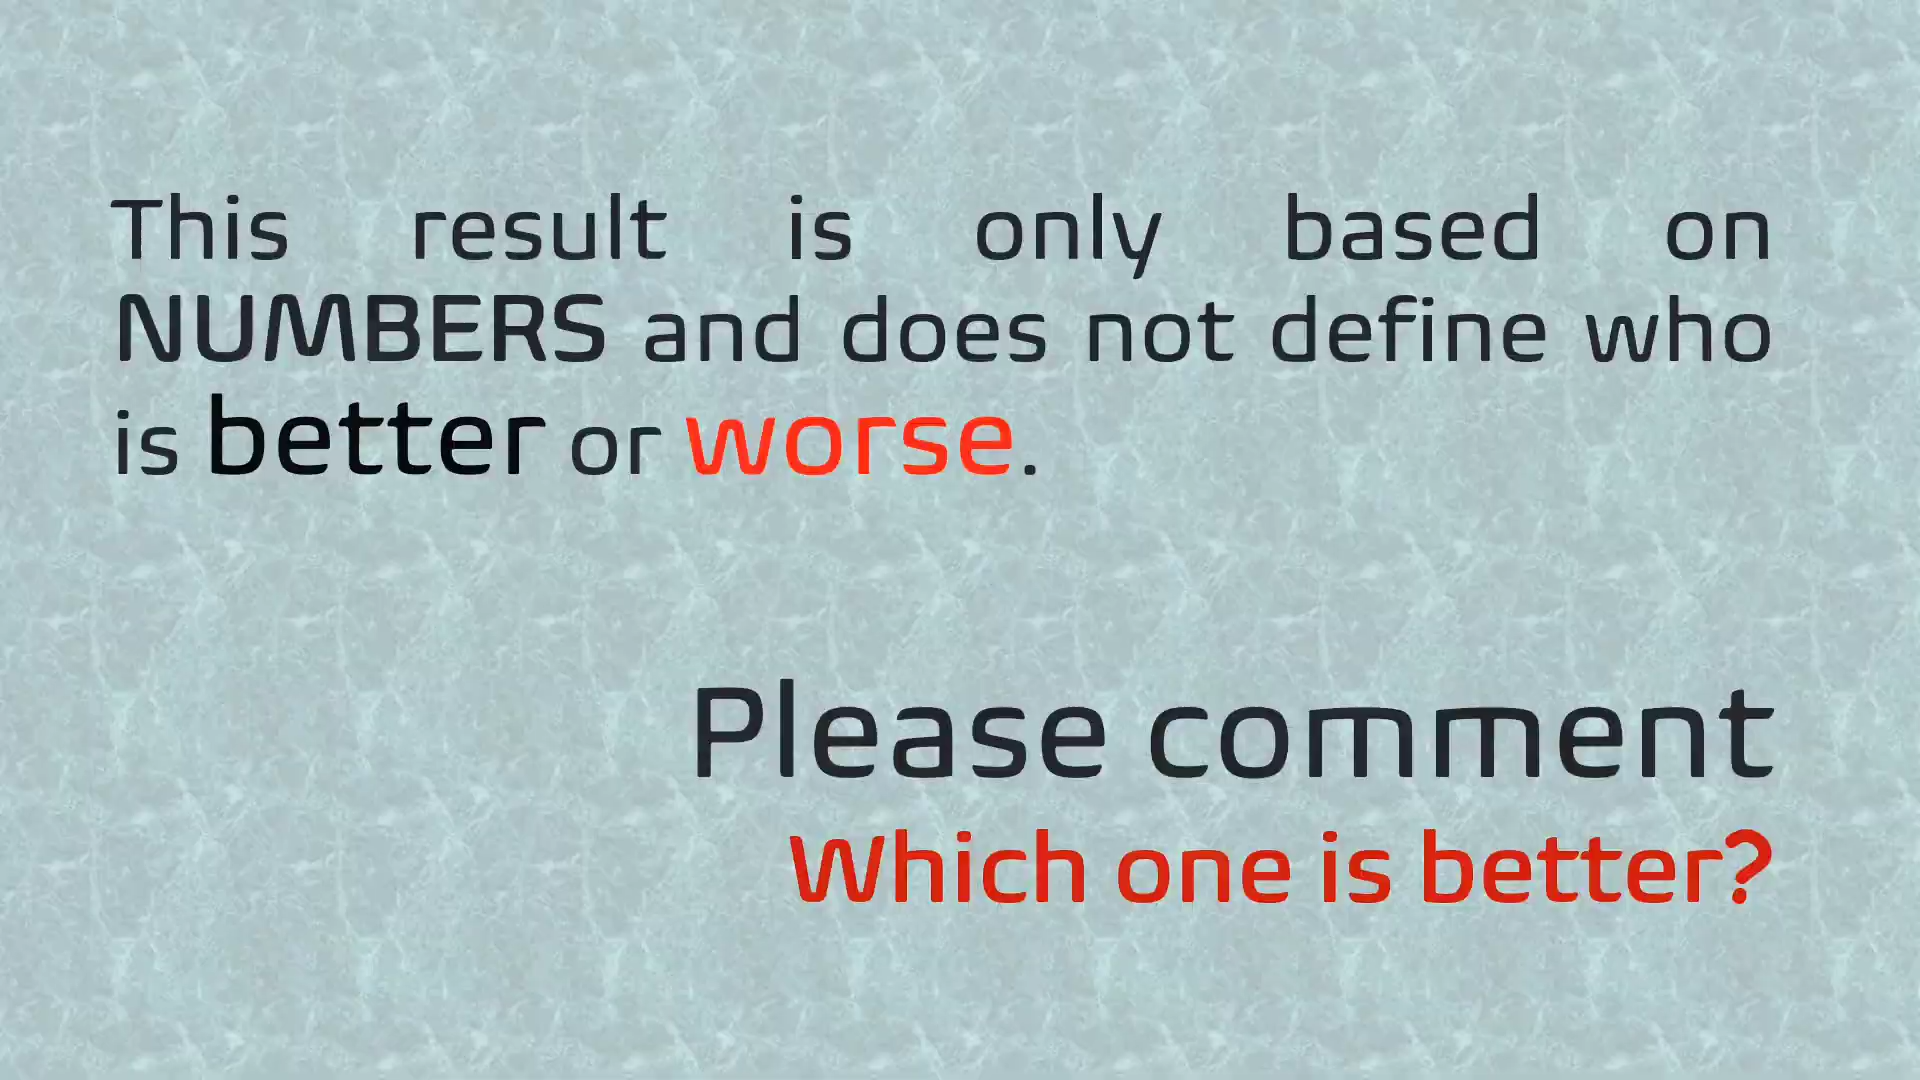 This result is only based on
NUMBERS and does not define who
is better or worse.
Please comment
Which one is better?